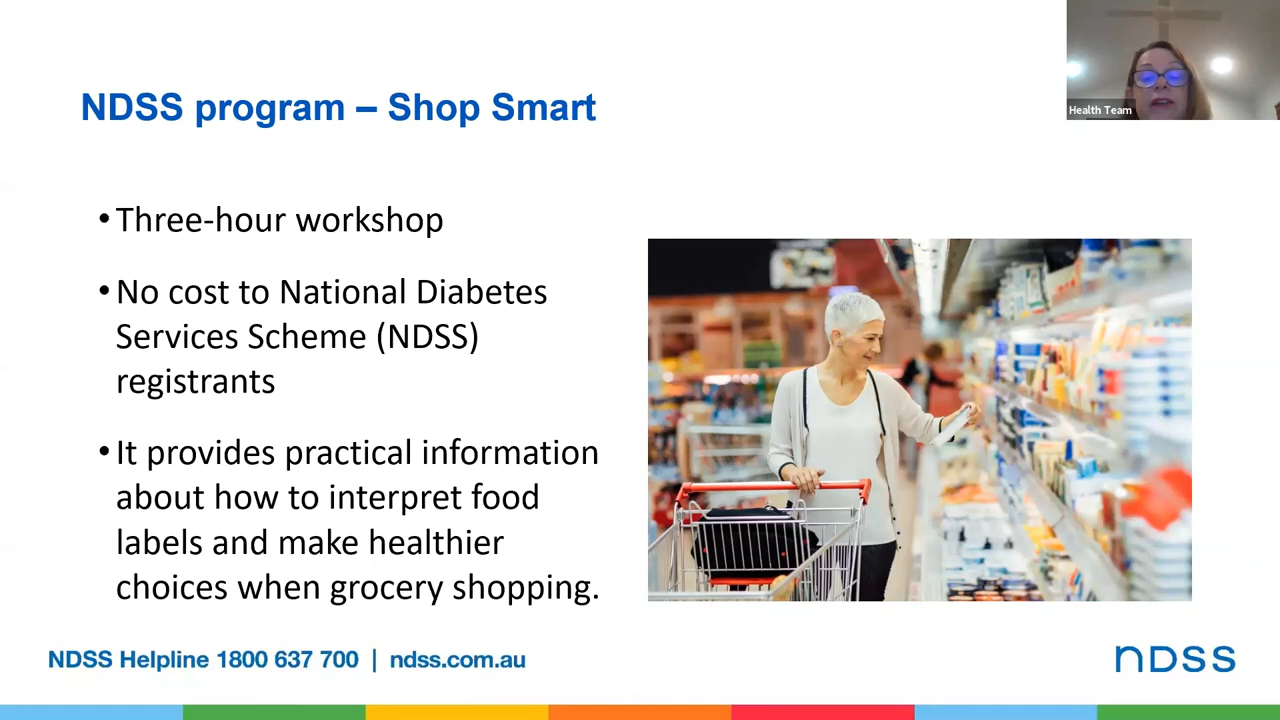 Health Team
NDSS program – Shop Smart
• Three-hour workshop
• No cost to National Diabetes
Services Scheme (NDSS)
registrants
• It provides practical information
about how to interpret food
labels and make healthier
choices when grocery shopping.
NDSS Helpline 1800 637 700 | ndss.com.au
ndss